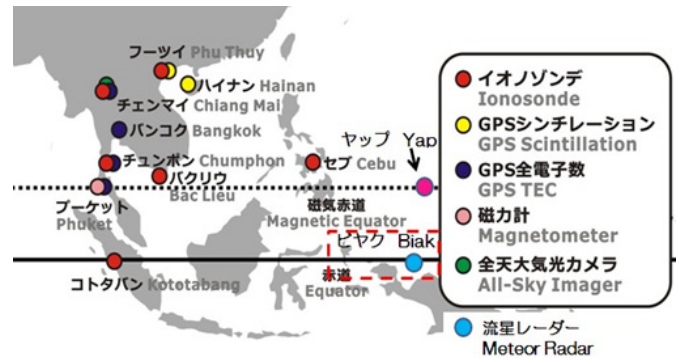 フーツイ Phu Thuy
ハイナン Hainan
チェンマイ Chiang Mai
バンコク Bangkok
ヤップ Yap
チュンポン Chumphon
セブ Cebu
バクリウ
Bac Lieu
プーケット
Phuket
磁気赤道
Magnetic Equator
ビヤク Biak
コトタバン Kototabang
赤道
Equator
イオノゾンデ
Ionosonde
GPSシンチレーション
GPS Scintillation
GPS全電子数
GPS TEC
磁力計
Magnetometer
全天大気光カメラ
All-Sky Imager
流星レーダー
Meteor Radar